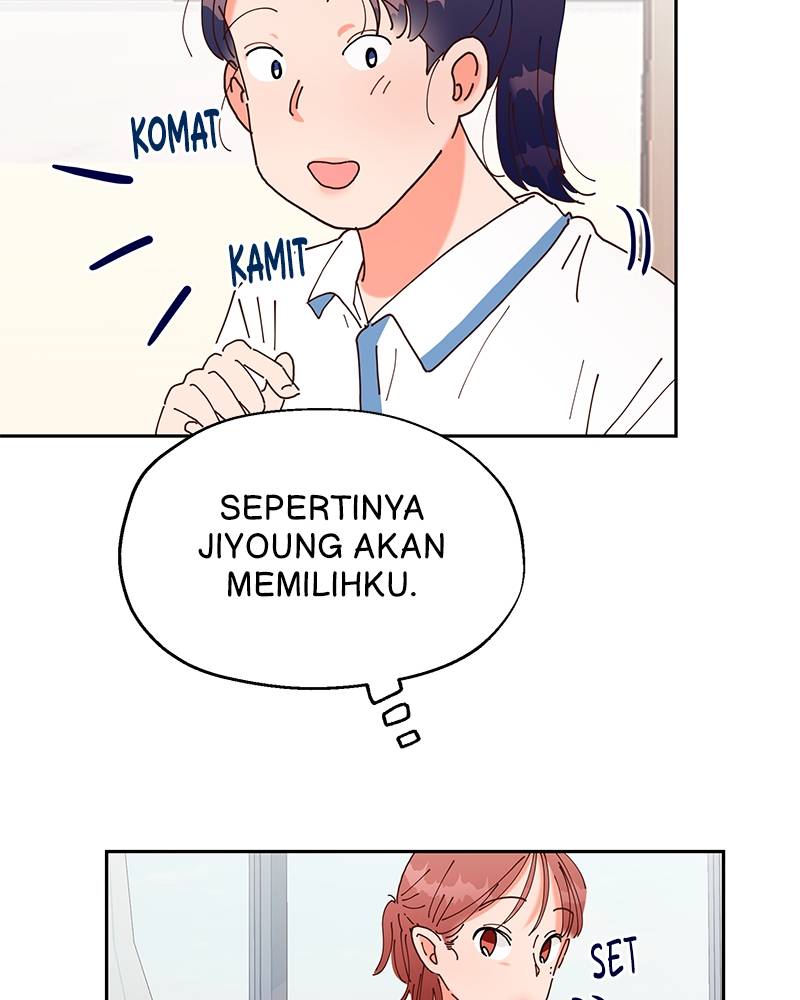 KOMAT
KAMIT
SEPERTINYA
JIYOUNG AKAN
MEMILIHKU.
SET